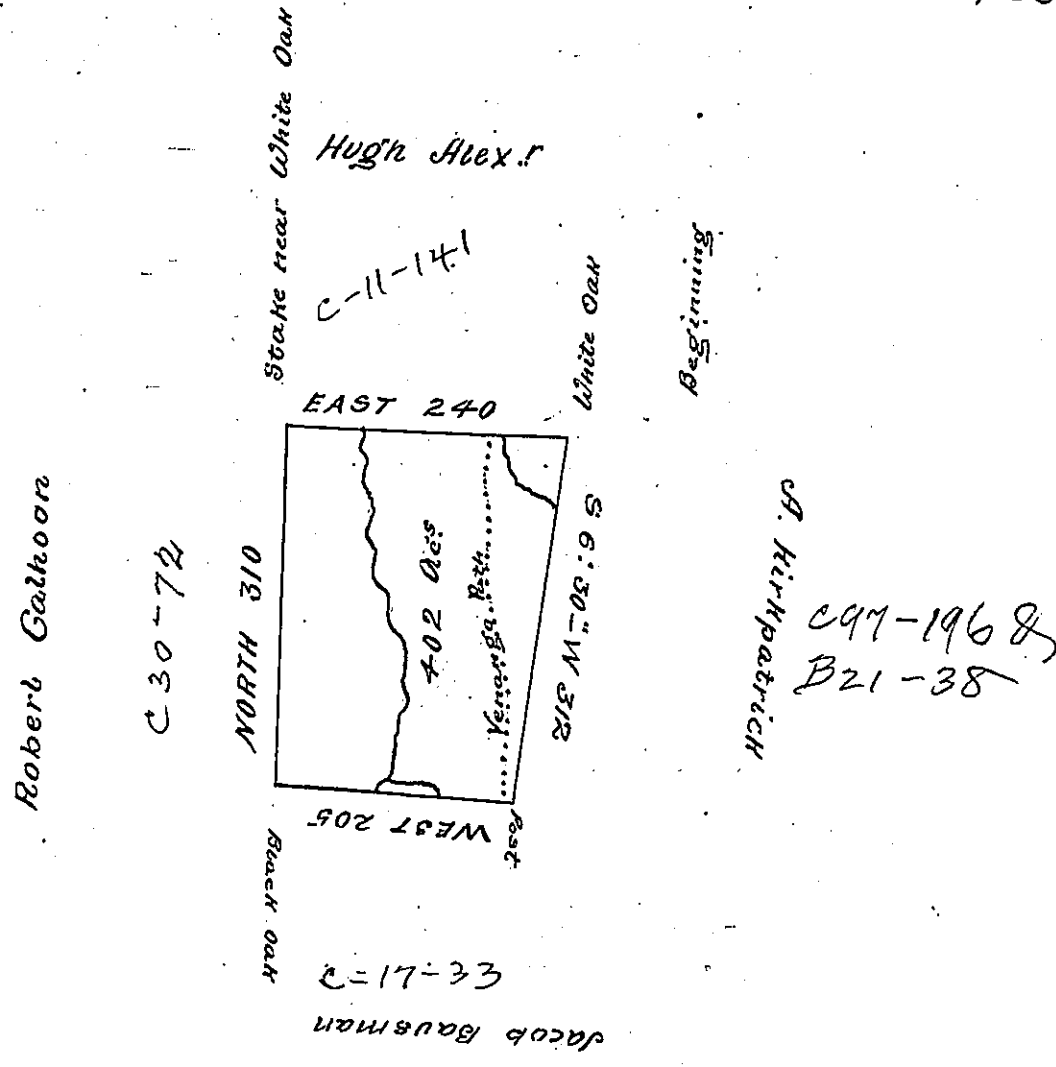 Stake near White Oak
Hugh Alex.r
C-11-141
White Oak
Beginning
EAST 240
Robert Galhoon
C 30-72
NORTH 310
402 Acs
Venango Path
S 6°30" W 312
A. Kirkpatrick
C97-196 &
B21-38
WEST 205
Post
Black Oak
C-17-33
Jacob Bausman